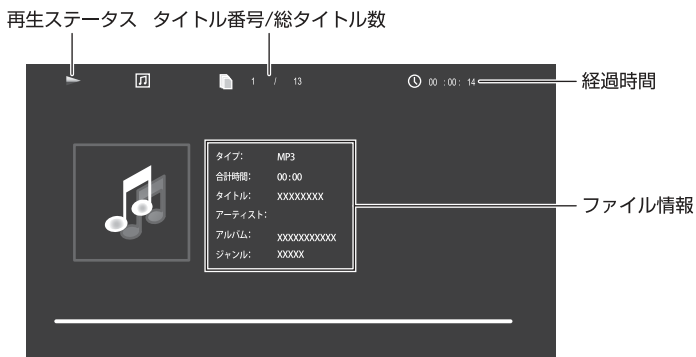 再生ステータス タイトル番号/総タイトル数
1 / 13 00 : 00 : 14 経過時間
タイプ: MP3
合計時間: 00:00
タイトル: XXXXXXXX
アーティスト: ファイル情報
アルバム: XXXXXXXXXXX
ジャンル: XXXXX